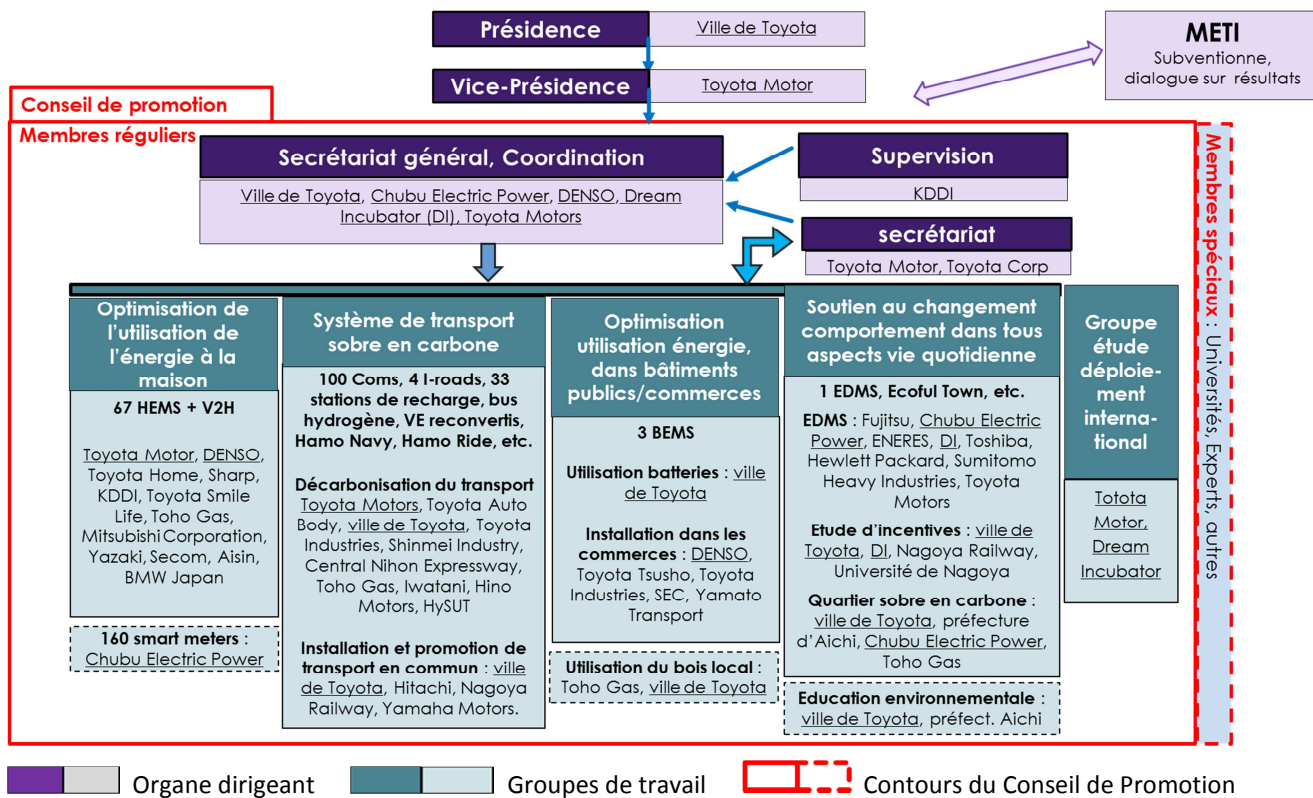 Présidence
Ville de Toyota
METI
Subventionne,
dialogue sur résultats
Vice-Présidence
Toyota Motor
Conseil de promotion
Membres réguliers
Secrétariat général, Coordination
Ville de Toyota, Chubu Electric Power, DENSO, Dream
Incubator (DI), Toyota Motors
Supervision
KDDI
secrétariat
Toyota Motor, Toyota Corp
Membres spéciaux : Universités, Experts, autres
Optimisation de
l'utilisation de
l'énergie à la
maison
67 HEMS + V2H
Toyota Motor, DENSO,
Toyota Home, Sharp,
KDDI, Toyota Smile
Life, Toho Gas,
Mitsubishi Corporation,
Yazaki, Secom, Aisin,
BMW Japan
160 smart meters :
Chubu Electric Power
Système de transport
sobre en carbone
100 Coms, 4 I-roads, 33
stations de recharge, bus
hydrogène, VE reconvertis,
Hamo Navy, Hamo Ride, etc.
Décarbonisation du transport
Toyota Motors, Toyota Auto
Body, ville de Toyota, Toyota
Industries, Shinmei Industry,
Central Nihon Expressway,
Toho Gas, Iwatani, Hino
Motors, HySUT
Installation et promotion de
transport en commun : ville
de Toyota, Hitachi, Nagoya
Railway, Yamaha Motors.
Optimisation
utilisation énergie,
dans bâtiments
publics/commerces
3 BEMS
Utilisation batteries : ville
de Toyota
Installation dans les
commerces : DENSO,
Toyota Tsusho, Toyota
Industries, SEC, Yamato
Transport
Utilisation du bois local :
Toho Gas, ville de Toyota
Soutien au changement
comportement dans tous
aspects vie quotidienne
1 EDMS, Ecoful Town, etc.
EDMS : Fujitsu, Chubu Electric
Power, ENERES, DI, Toshiba,
Hewlett Packard, Sumitomo
Heavy Industries, Toyota
Motors
Etude d'incentives : ville de
Toyota, DI, Nagoya Railway,
Université de Nagoya
Quartier sobre en carbone :
ville de Toyota, préfecture
d'Aichi, Chubu Electric Power,
Toho Gas
Education environnementale :
ville de Toyota, préfect. Aichi
Groupe
étude
déploie-
ment
interna-
tional
Totota
Motor,
Dream
Incubator
Organe dirigeant
Groupes de travail
Contours du Conseil de Promotion